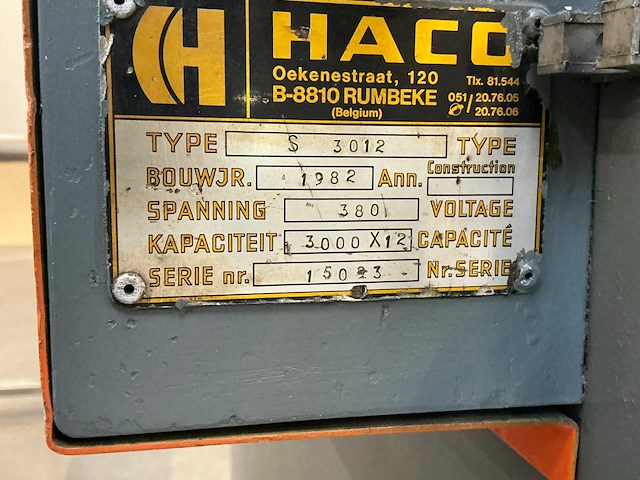 HACO
Oekenestraat, 120 Tlx. 81.544
B-8810 RUMBEKE 051/20.76.05
(Belgium) 20.76.06
TYPE S 3012 TYPE
BOUWJR. 1982 Ann. Construction
SPANNING 380 VOLTAGE
KAPACITEIT 3000 X 12 CAPACITÉ
SERIE nr. Nr. SERIE